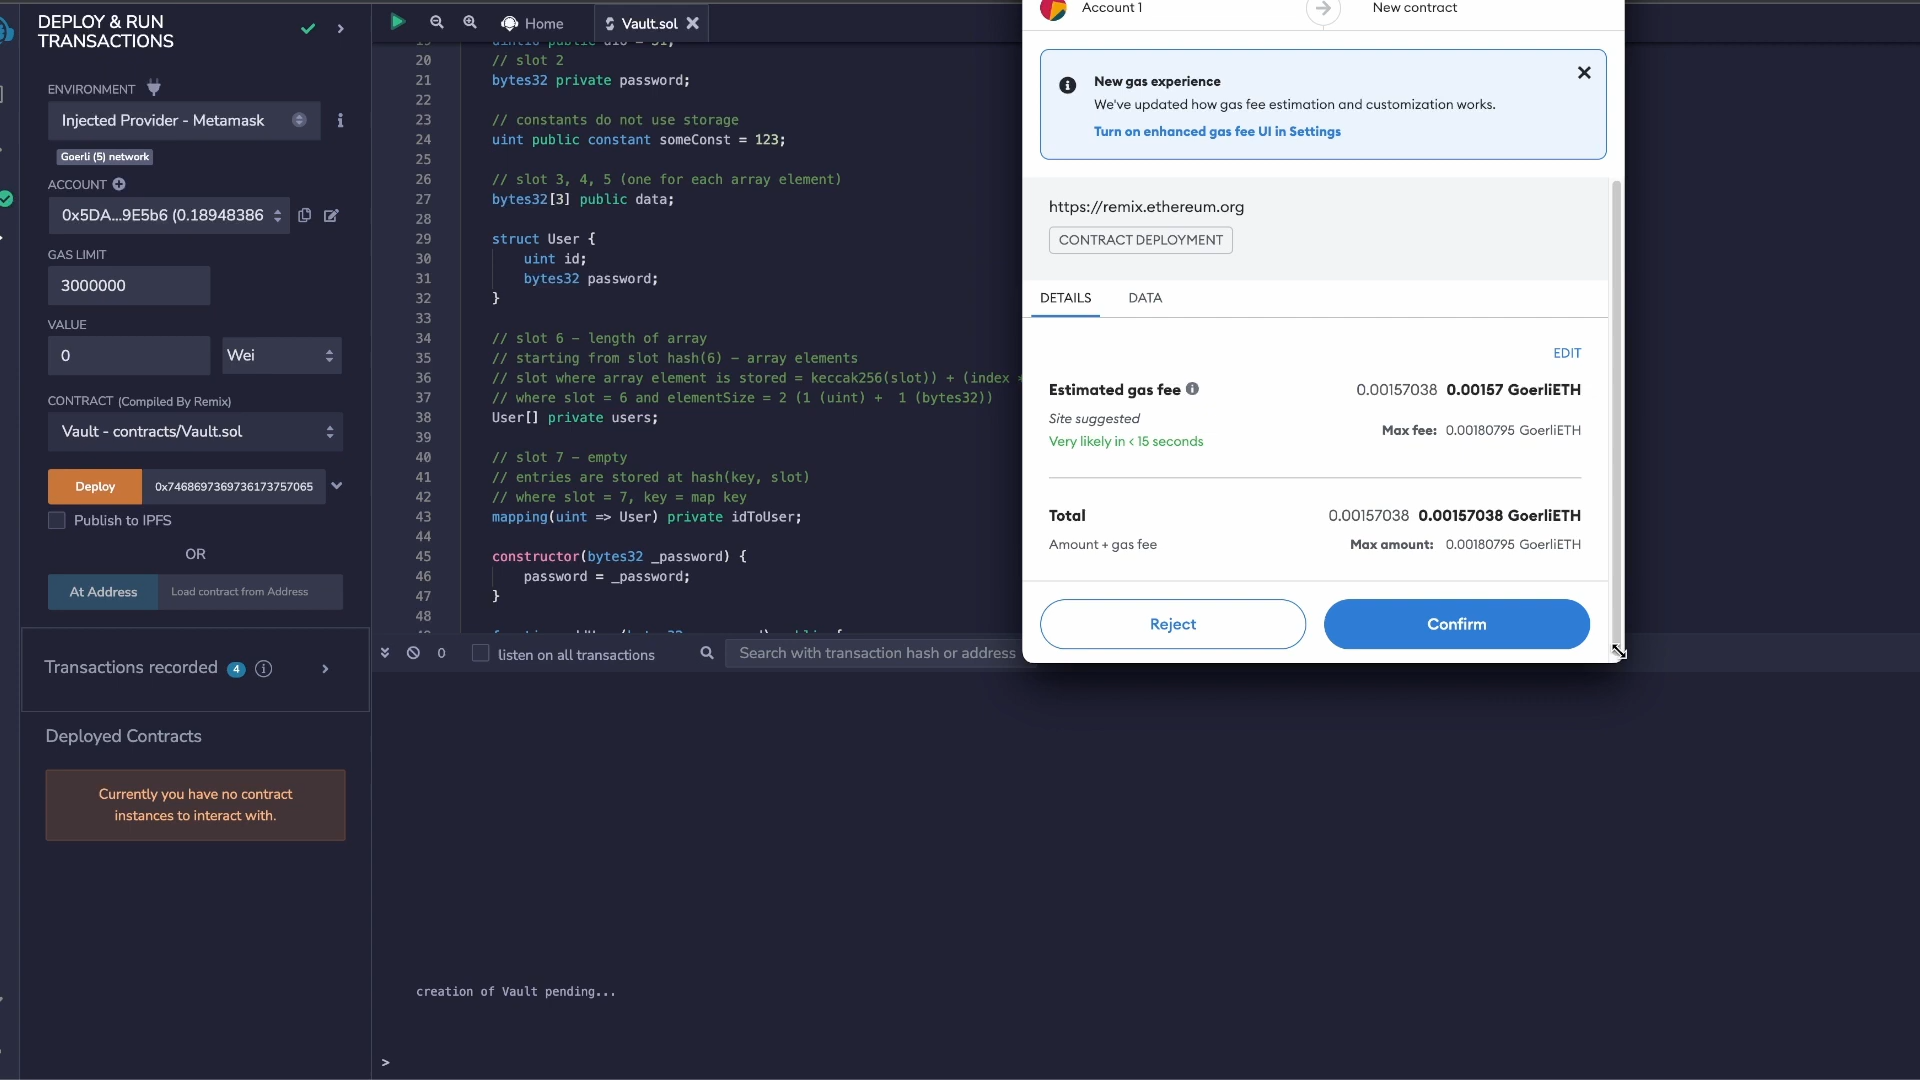 DEPLOY & RUN
TRANSACTIONS
ENVIRONMENT
Injected Provider - Metamask
Goerli (5) network
ACCOUNT
0x5DA...9E5b6 (0.18948386
GAS LIMIT
3000000
VALUE
0
Wei
CONTRACT (Compiled By Remix)
Vault - contracts/Vault.sol
Deploy
0x7468697369736173757065
Publish to IPFS
OR
At Address
Load contract from Address
Transactions recorded 4
Deployed Contracts
Currently you have no contract
instances to interact with.
Home
Vault.sol
20 // slot 2
21 bytes32 private password;
22
23 // constants do not use storage
24 uint public constant someConst = 123;
25
26 // slot 3, 4, 5 (one for each array element)
27 bytes32[3] public data;
28
29 struct User {
30 uint id;
31 bytes32 password;
32 }
33
34 // slot 6 - length of array
35 // starting from slot hash(6) - array elements
36 // slot where array element is stored = keccak256(slot)) + (index *
37 // where slot = 6 and elementSize = 2 (1 (uint) + 1 (bytes32))
38 User[] private users;
39
40 // slot 7 - empty
41 // entries are stored at hash(key, slot)
42 // where slot = 7, key = map key
43 mapping(uint => User) private idToUser;
44
45 constructor(bytes32 _password) {
46 password = _password;
47 }
48
0
listen on all transactions
Search with transaction hash or address
creation of Vault pending...
>
Account 1
New contract
New gas experience
We've updated how gas fee estimation and customization works.
Turn on enhanced gas fee UI in Settings
https://remix.ethereum.org
CONTRACT DEPLOYMENT
DETAILS
DATA
EDIT
Estimated gas fee
0.00157038 0.00157 GoerliETH
Site suggested
Very likely in < 15 seconds
Max fee: 0.00180795 GoerliETH
Total
0.00157038 0.00157038 GoerliETH
Amount + gas fee
Max amount: 0.00180795 GoerliETH
Reject
Confirm